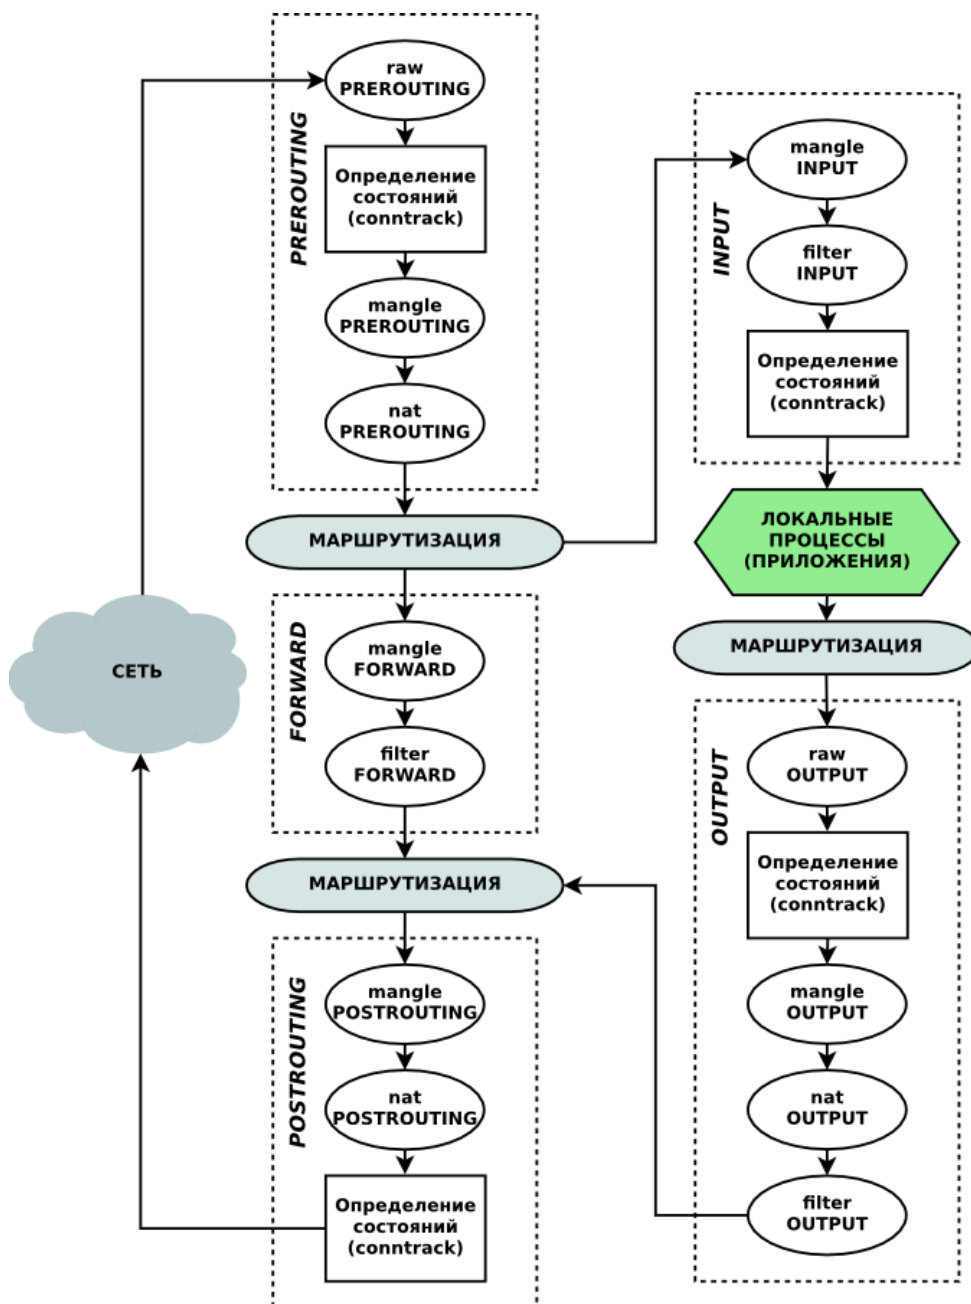 raw
PREROUTING
Определение
состояний
(conntrack)
mangle
PREROUTING
nat
PREROUTING
PREROUTING
МАРШРУТИЗАЦИЯ
mangle
INPUT
filter
INPUT
Определение
состояний
(conntrack)
INPUT
ЛОКАЛЬНЫЕ
ПРОЦЕССЫ
(ПРИЛОЖЕНИЯ)
МАРШРУТИЗАЦИЯ
СЕТЬ
mangle
FORWARD
filter
FORWARD
FORWARD
МАРШРУТИЗАЦИЯ
raw
OUTPUT
Определение
состояний
(conntrack)
mangle
OUTPUT
nat
OUTPUT
filter
OUTPUT
OUTPUT
mangle
POSTROUTING
nat
POSTROUTING
Определение
состояний
(conntrack)
POSTROUTING